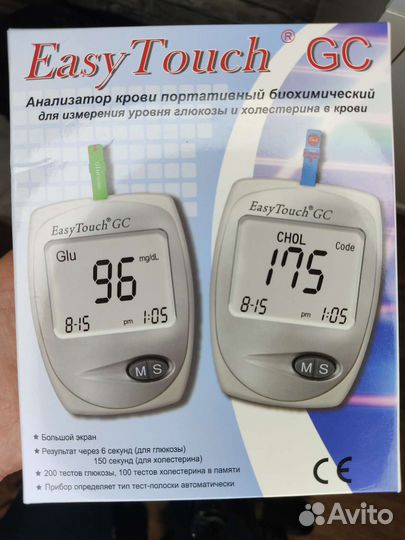 EasyTouch® GC
Анализатор крови портативный биохимический
для измерения уровня глюкозы и холестерина в крови
EasyTouch® GC
Glu
96 mg/dL
8-15 pm 1:05
M S
EasyTouch® GC
CHOL
Code
175
8-15 pm 1:05
M S
★ Большой экран
★ Результат через 6 секунд (для глюкозы)
150 секунд (для холестерина)
★ 200 тестов глюкозы, 100 тестов холестерина в памяти
★ Прибор определяет тип тест-полоски автоматически
CE
Avito